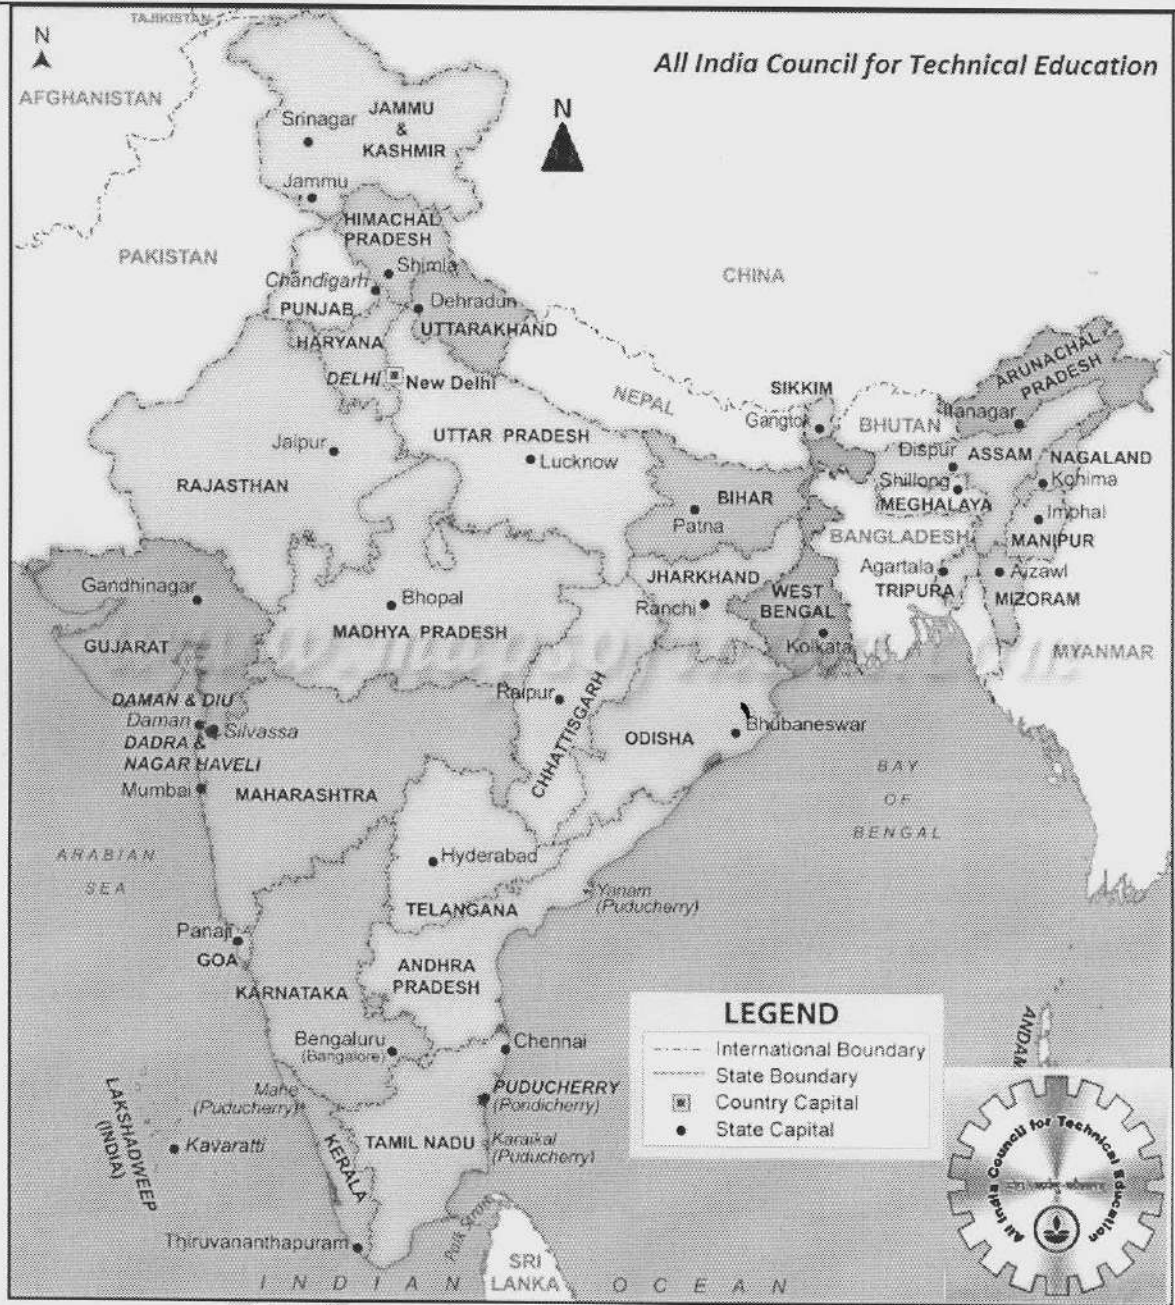 TAJIKISTAN
N
All India Council for Technical Education
AFGHANISTAN
JAMMU
&
KASHMIR
Srinagar
N
Jammu
HIMACHAL
PRADESH
PAKISTAN
Shimla
CHINA
Chandigarh
PUNJAB
Dehradun
UTTARAKHAND
HARYANA
DELHI
New Delhi
NEPAL
SIKKIM
ARUNACHAL
PRADESH
Gangtok
BHUTAN
Itanagar
Jaipur
UTTAR PRADESH
Lucknow
Dispur
ASSAM
NAGALAND
RAJASTHAN
BIHAR
Patna
Shillong
MEGHALAYA
Kohima
Imphal
MANIPUR
BANGLADESH
Gandhinagar
Bhopal
JHARKHAND
Ranchi
WEST
BENGAL
Agartala
TRIPURA
Aizawl
MIZORAM
GUJARAT
MADHYA PRADESH
Kolkata
MYANMAR
DAMAN & DIU
Daman
Silvassa
DADRA &
NAGAR HAVELI
Raipur
CHHATTISGARH
ODISHA
Bhubaneswar
Mumbai
MAHARASHTRA
BAY
OF
BENGAL
ARABIAN
SEA
Hyderabad
TELANGANA
Yanam
(Puducherry)
Panaji
GOA
KARNATAKA
ANDHRA
PRADESH
Bengaluru
(Bangalore)
Chennai
Mahe
(Puducherry)
PUDUCHERRY
(Pondicherry)
LAKSHADWEEP
(INDIA)
Kavaratti
KERALA
TAMIL NADU
Karaikal
(Puducherry)
Thiruvananthapuram
Palk Strait
SRI
LANKA
INDIAN OCEAN
ANDAM
LEGEND
International Boundary
State Boundary
Country Capital
State Capital
All India Council for Technical Education